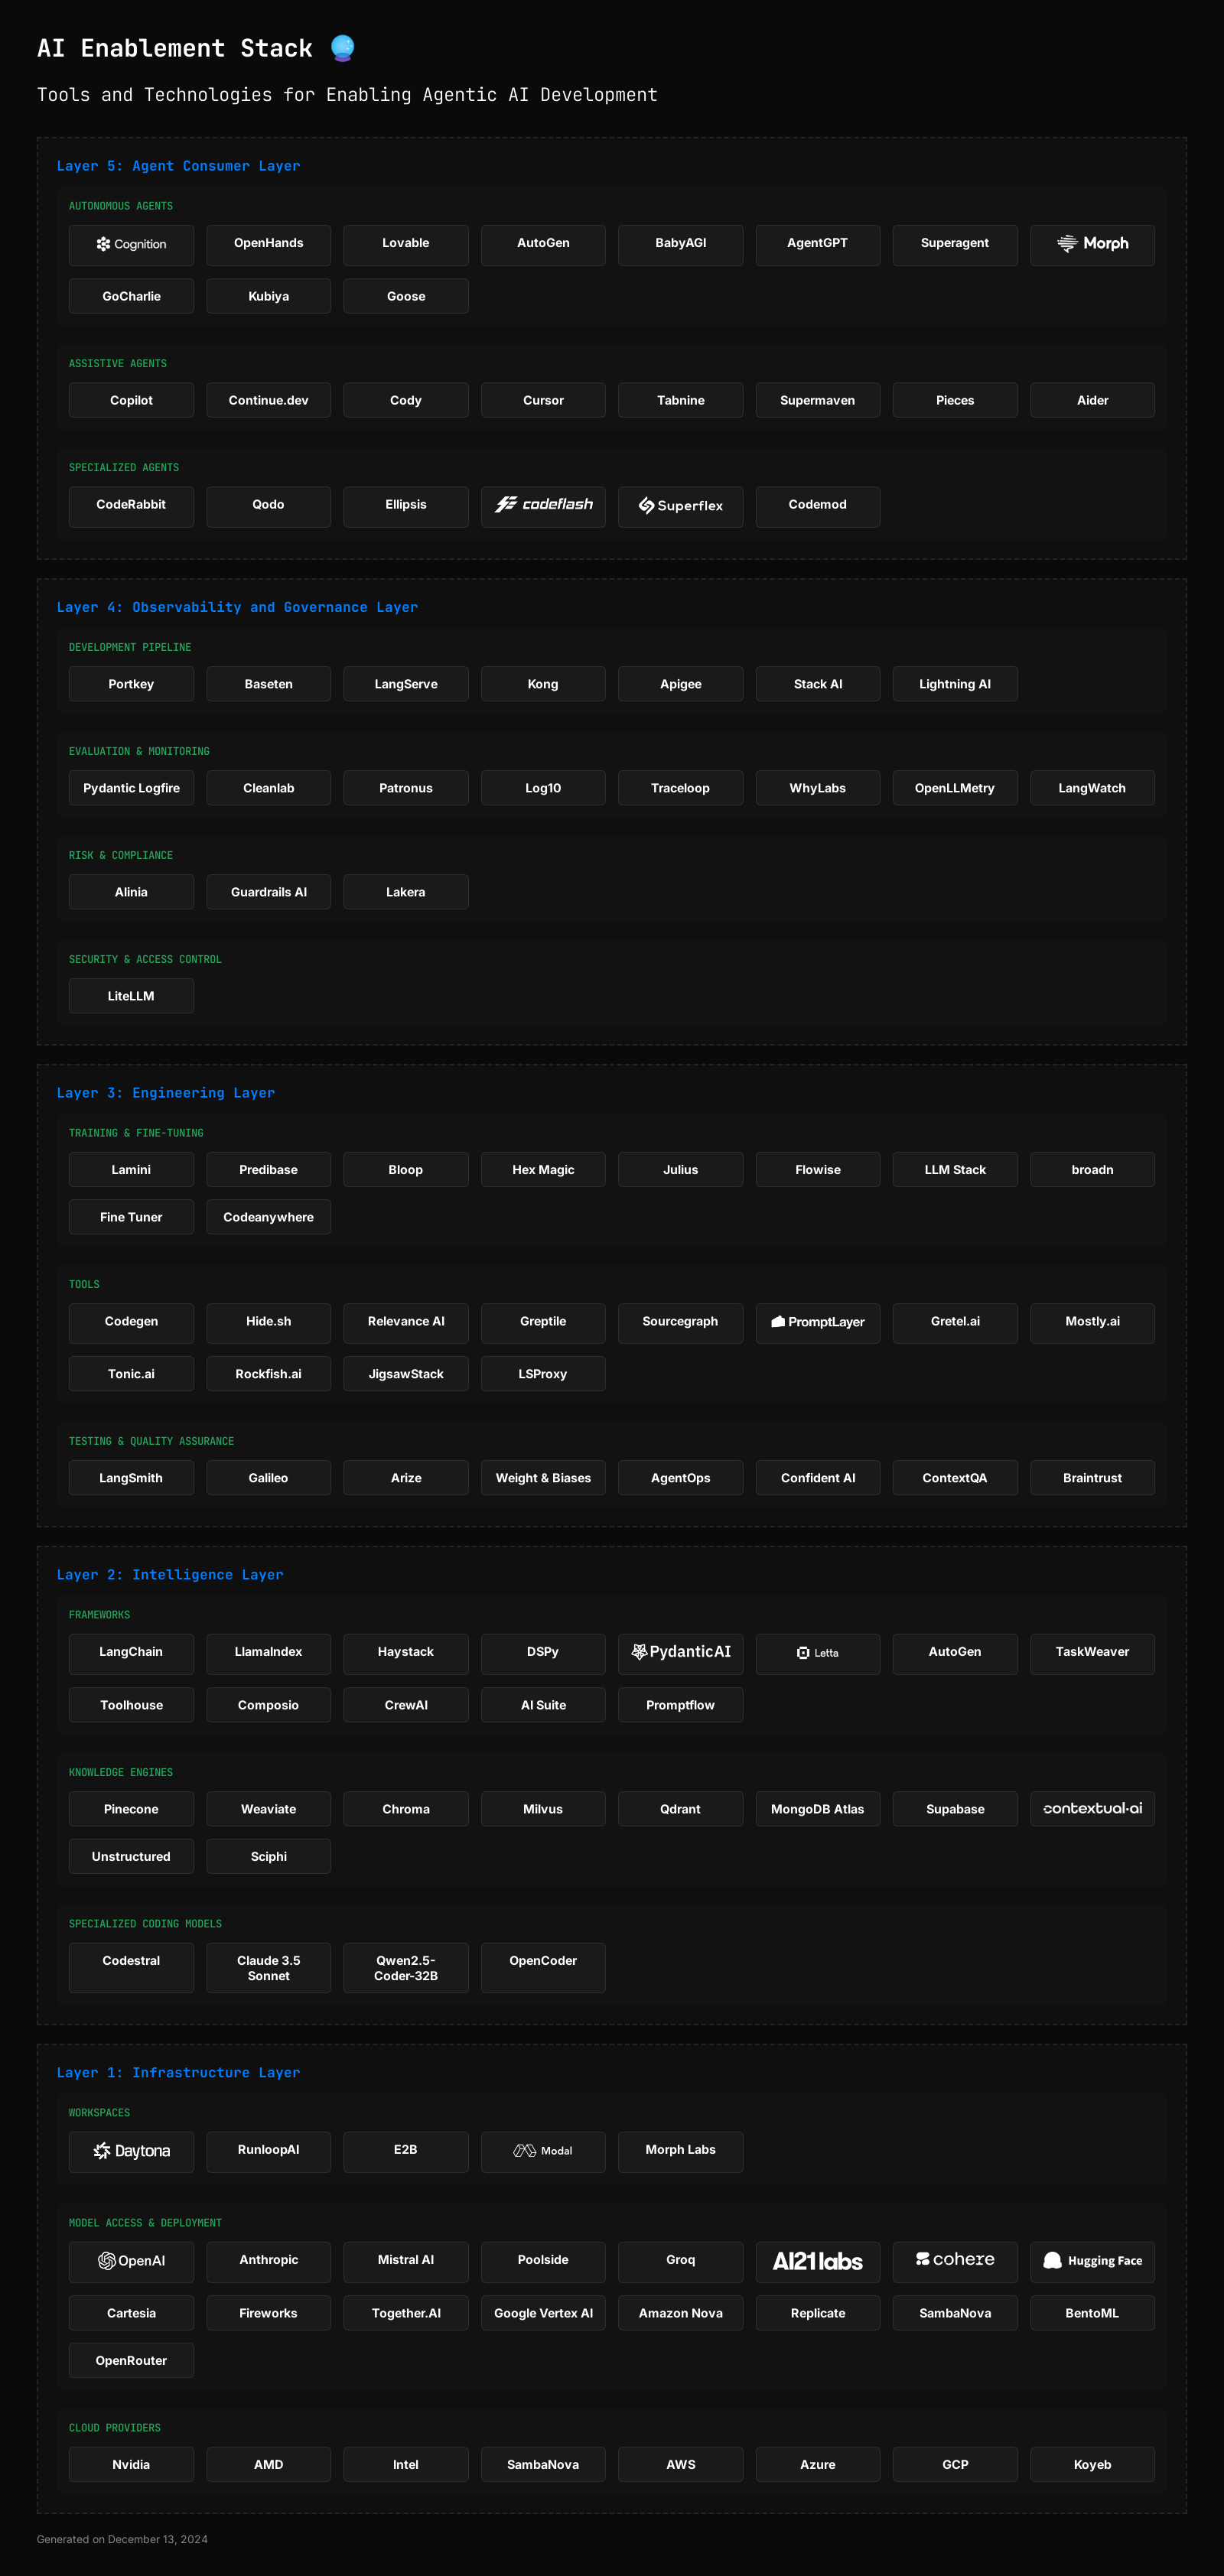 AI Enablement Stack
Tools and Technologies for Enabling Agentic AI Development
Layer 5: Agent Consumer Layer
AUTONOMOUS AGENTS
Cognition OpenHands Lovable AutoGen BabyAGI AgentGPT Superagent Morph
GoCharlie Kubiya Goose
ASSISTIVE AGENTS
Copilot Continue.dev Cody Cursor Tabnine Supermaven Pieces Aider
SPECIALIZED AGENTS
CodeRabbit Qodo Ellipsis codeflash Superflex Codemod
Layer 4: Observability and Governance Layer
DEVELOPMENT PIPELINE
Portkey Baseten LangServe Kong Apigee Stack AI Lightning AI
EVALUATION & MONITORING
Pydantic Logfire Cleanlab Patronus Log10 Traceloop WhyLabs OpenLLMetry LangWatch
RISK & COMPLIANCE
Alinia Guardrails AI Lakera
SECURITY & ACCESS CONTROL
LiteLLM
Layer 3: Engineering Layer
TRAINING & FINE-TUNING
Lamini Predibase Bloop Hex Magic Julius Flowise LLM Stack broadn
Fine Tuner Codeanywhere
TOOLS
Codegen Hide.sh Relevance AI Greptile Sourcegraph PromptLayer Gretel.ai Mostly.ai
Tonic.ai Rockfish.ai JigsawStack LSProxy
TESTING & QUALITY ASSURANCE
LangSmith Galileo Arize Weight & Biases AgentOps Confident AI ContextQA Braintrust
Layer 2: Intelligence Layer
FRAMEWORKS
LangChain LlamaIndex Haystack DSPy PydanticAI Letta AutoGen TaskWeaver
Toolhouse Composio CrewAI AI Suite Promptflow
KNOWLEDGE ENGINES
Pinecone Weaviate Chroma Milvus Qdrant MongoDB Atlas Supabase contextual·ai
Unstructured Sciphi
SPECIALIZED CODING MODELS
Codestral Claude 3.5 Sonnet Qwen2.5-Coder-32B OpenCoder
Layer 1: Infrastructure Layer
WORKSPACES
Daytona RunloopAI E2B Modal Morph Labs
MODEL ACCESS & DEPLOYMENT
OpenAI Anthropic Mistral AI Poolside Groq AI21labs cohere Hugging Face
Cartesia Fireworks Together.AI Google Vertex AI Amazon Nova Replicate SambaNova BentoML
OpenRouter
CLOUD PROVIDERS
Nvidia AMD Intel SambaNova AWS Azure GCP Koyeb
Generated on December 13, 2024